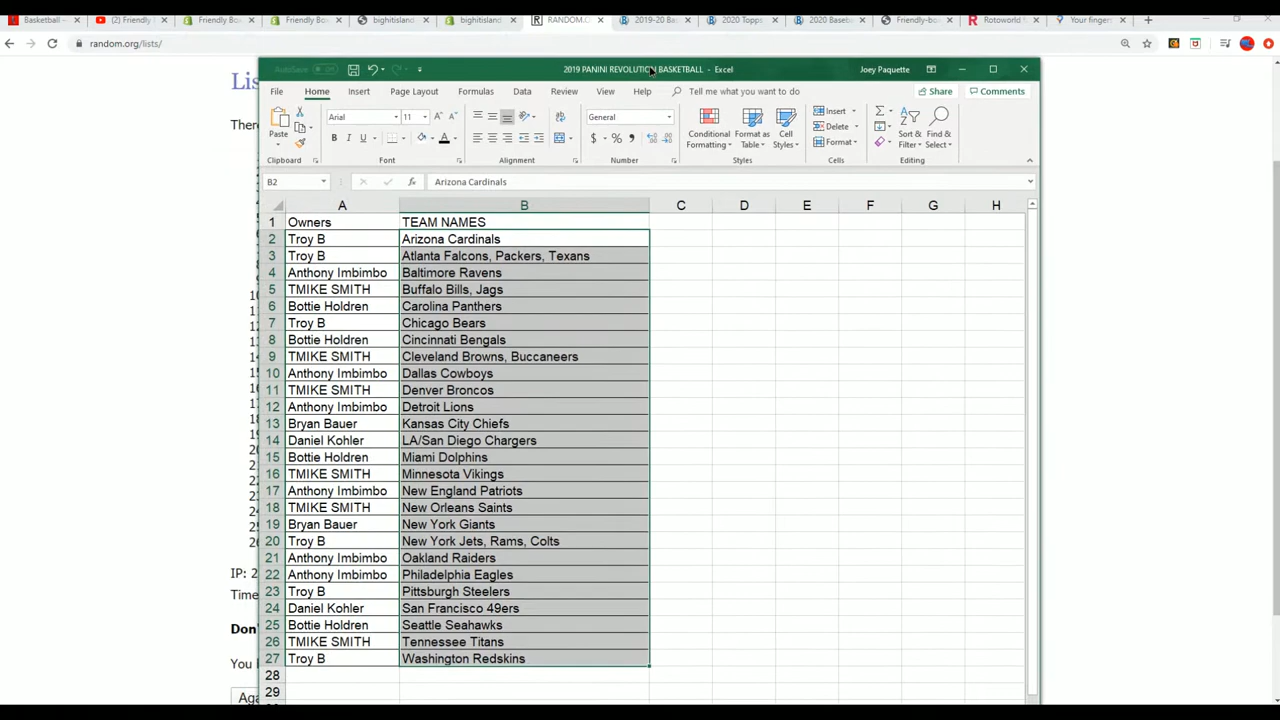 Basketball -
(2) Friendly
Friendly Bo
Friendly Bo
bighitisland
bighitisland
RANDOM.O
2019-20 Bas
2020 Topps
2020 Baseb
Friendly-bo
Rotoworld
Your finger
random.org/lists/
AutoSave Off
2019 PANINI REVOLUTION BASKETBALL - Excel
Joey Paquette
File Home Insert Page Layout Formulas Data Review View Help Tell me what you want to do Share Comments
Paste
Arial 11
General
Conditional Formatting
Format as Table
Cell Styles
Insert
Delete
Format
Sort & Filter
Find & Select
Clipboard Font Alignment Number Styles Cells Editing
B2 fx Arizona Cardinals
A B C D E F G H
1 Owners TEAM NAMES
2 Troy B Arizona Cardinals
3 Troy B Atlanta Falcons, Packers, Texans
4 Anthony Imbimbo Baltimore Ravens
5 TMIKE SMITH Buffalo Bills, Jags
6 Bottie Holdren Carolina Panthers
7 Troy B Chicago Bears
8 Bottie Holdren Cincinnati Bengals
9 TMIKE SMITH Cleveland Browns, Buccaneers
10 Anthony Imbimbo Dallas Cowboys
11 TMIKE SMITH Denver Broncos
12 Anthony Imbimbo Detroit Lions
13 Bryan Bauer Kansas City Chiefs
14 Daniel Kohler LA/San Diego Chargers
15 Bottie Holdren Miami Dolphins
16 TMIKE SMITH Minnesota Vikings
17 Anthony Imbimbo New England Patriots
18 TMIKE SMITH New Orleans Saints
19 Bryan Bauer New York Giants
20 Troy B New York Jets, Rams, Colts
21 Anthony Imbimbo Oakland Raiders
22 Anthony Imbimbo Philadelphia Eagles
23 Troy B Pittsburgh Steelers
24 Daniel Kohler San Francisco 49ers
25 Bottie Holdren Seattle Seahawks
26 TMIKE SMITH Tennessee Titans
27 Troy B Washington Redskins
28
29
Lis
Ther
IP: 2
Time
Don'
You
Aga